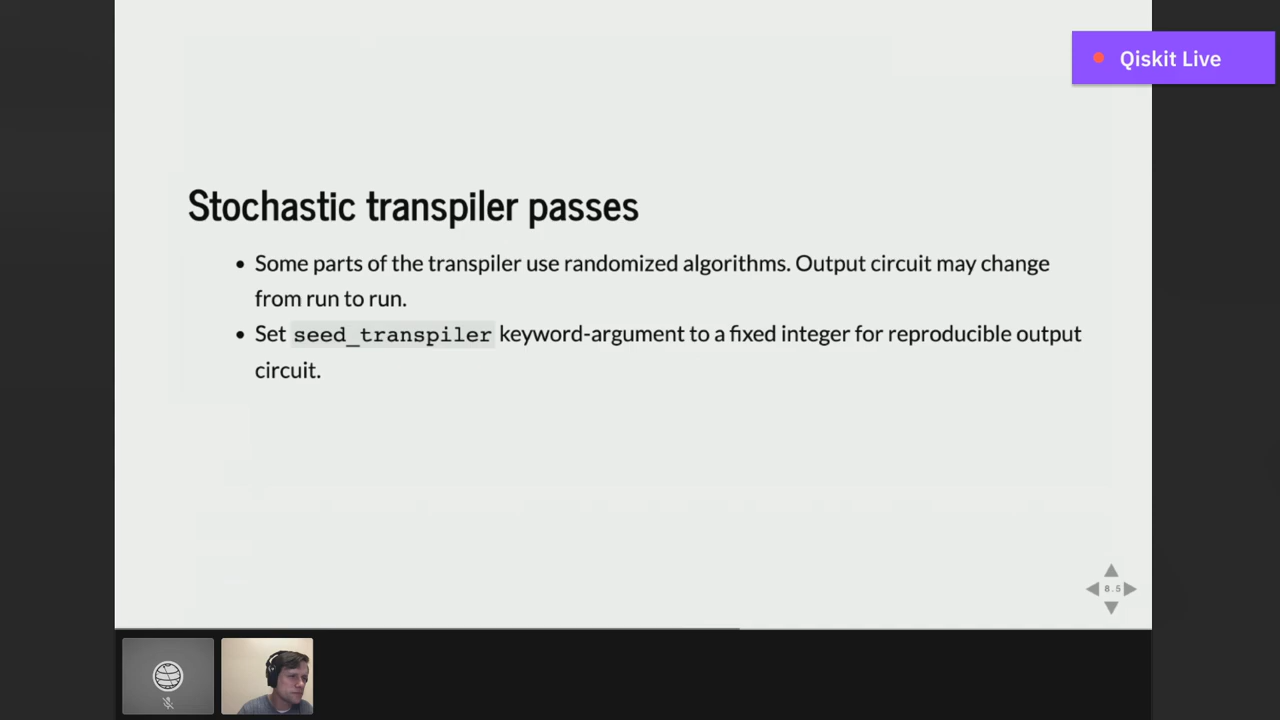 Qiskit Live
Stochastic transpiler passes
• Some parts of the transpiler use randomized algorithms. Output circuit may change
from run to run.
• Set seed_transpiler keyword-argument to a fixed integer for reproducible output
circuit.
8.5